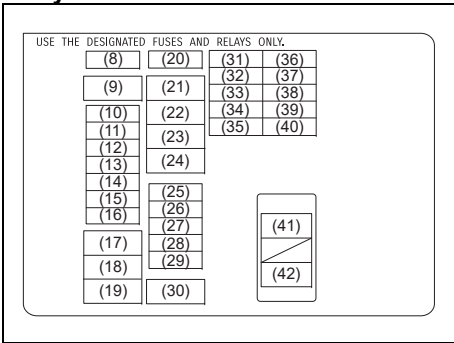 USE THE DESIGNATED FUSES AND RELAYS ONLY.
(8) (20) (31) (36)
(32) (37)
(9) (21) (33) (38)
(10) (22) (34) (39)
(11) (35) (40)
(12) (23)
(13)
(14) (24)
(15) (25)
(16) (26)
(27) (41)
(17) (28)
(18) (29)
(42)
(19) (30)